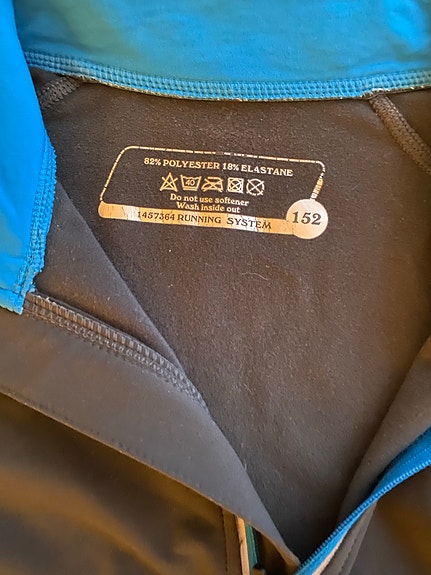 82% POLYESTER 18% ELASTANE
40
Do not use softener
Wash inside out
1457364 RUNNING SYSTEM
152